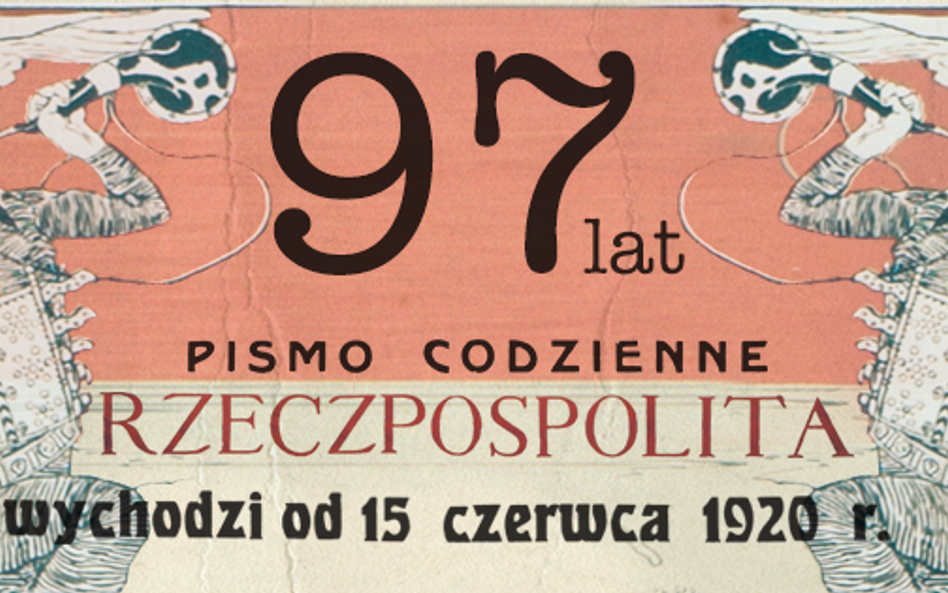 97 lat
PISMO CODZIENNE
RZECZPOSPOLITA
wychodzi od 15 czerwca 1920 r.